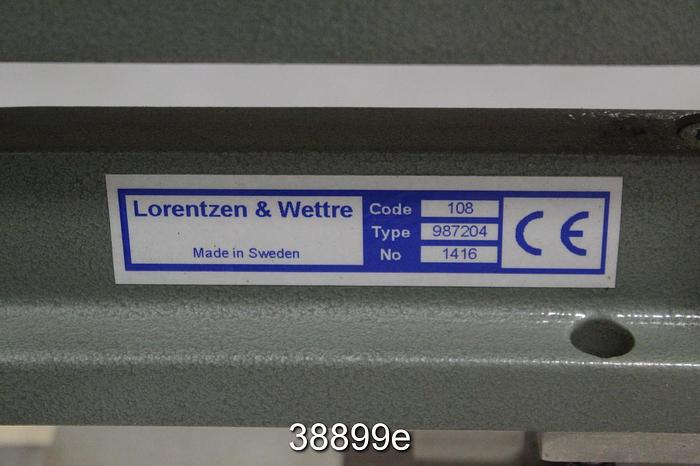 Lorentzen & Wettre
Made in Sweden
Code 108
Type 987204
No 1416
CE
38899e